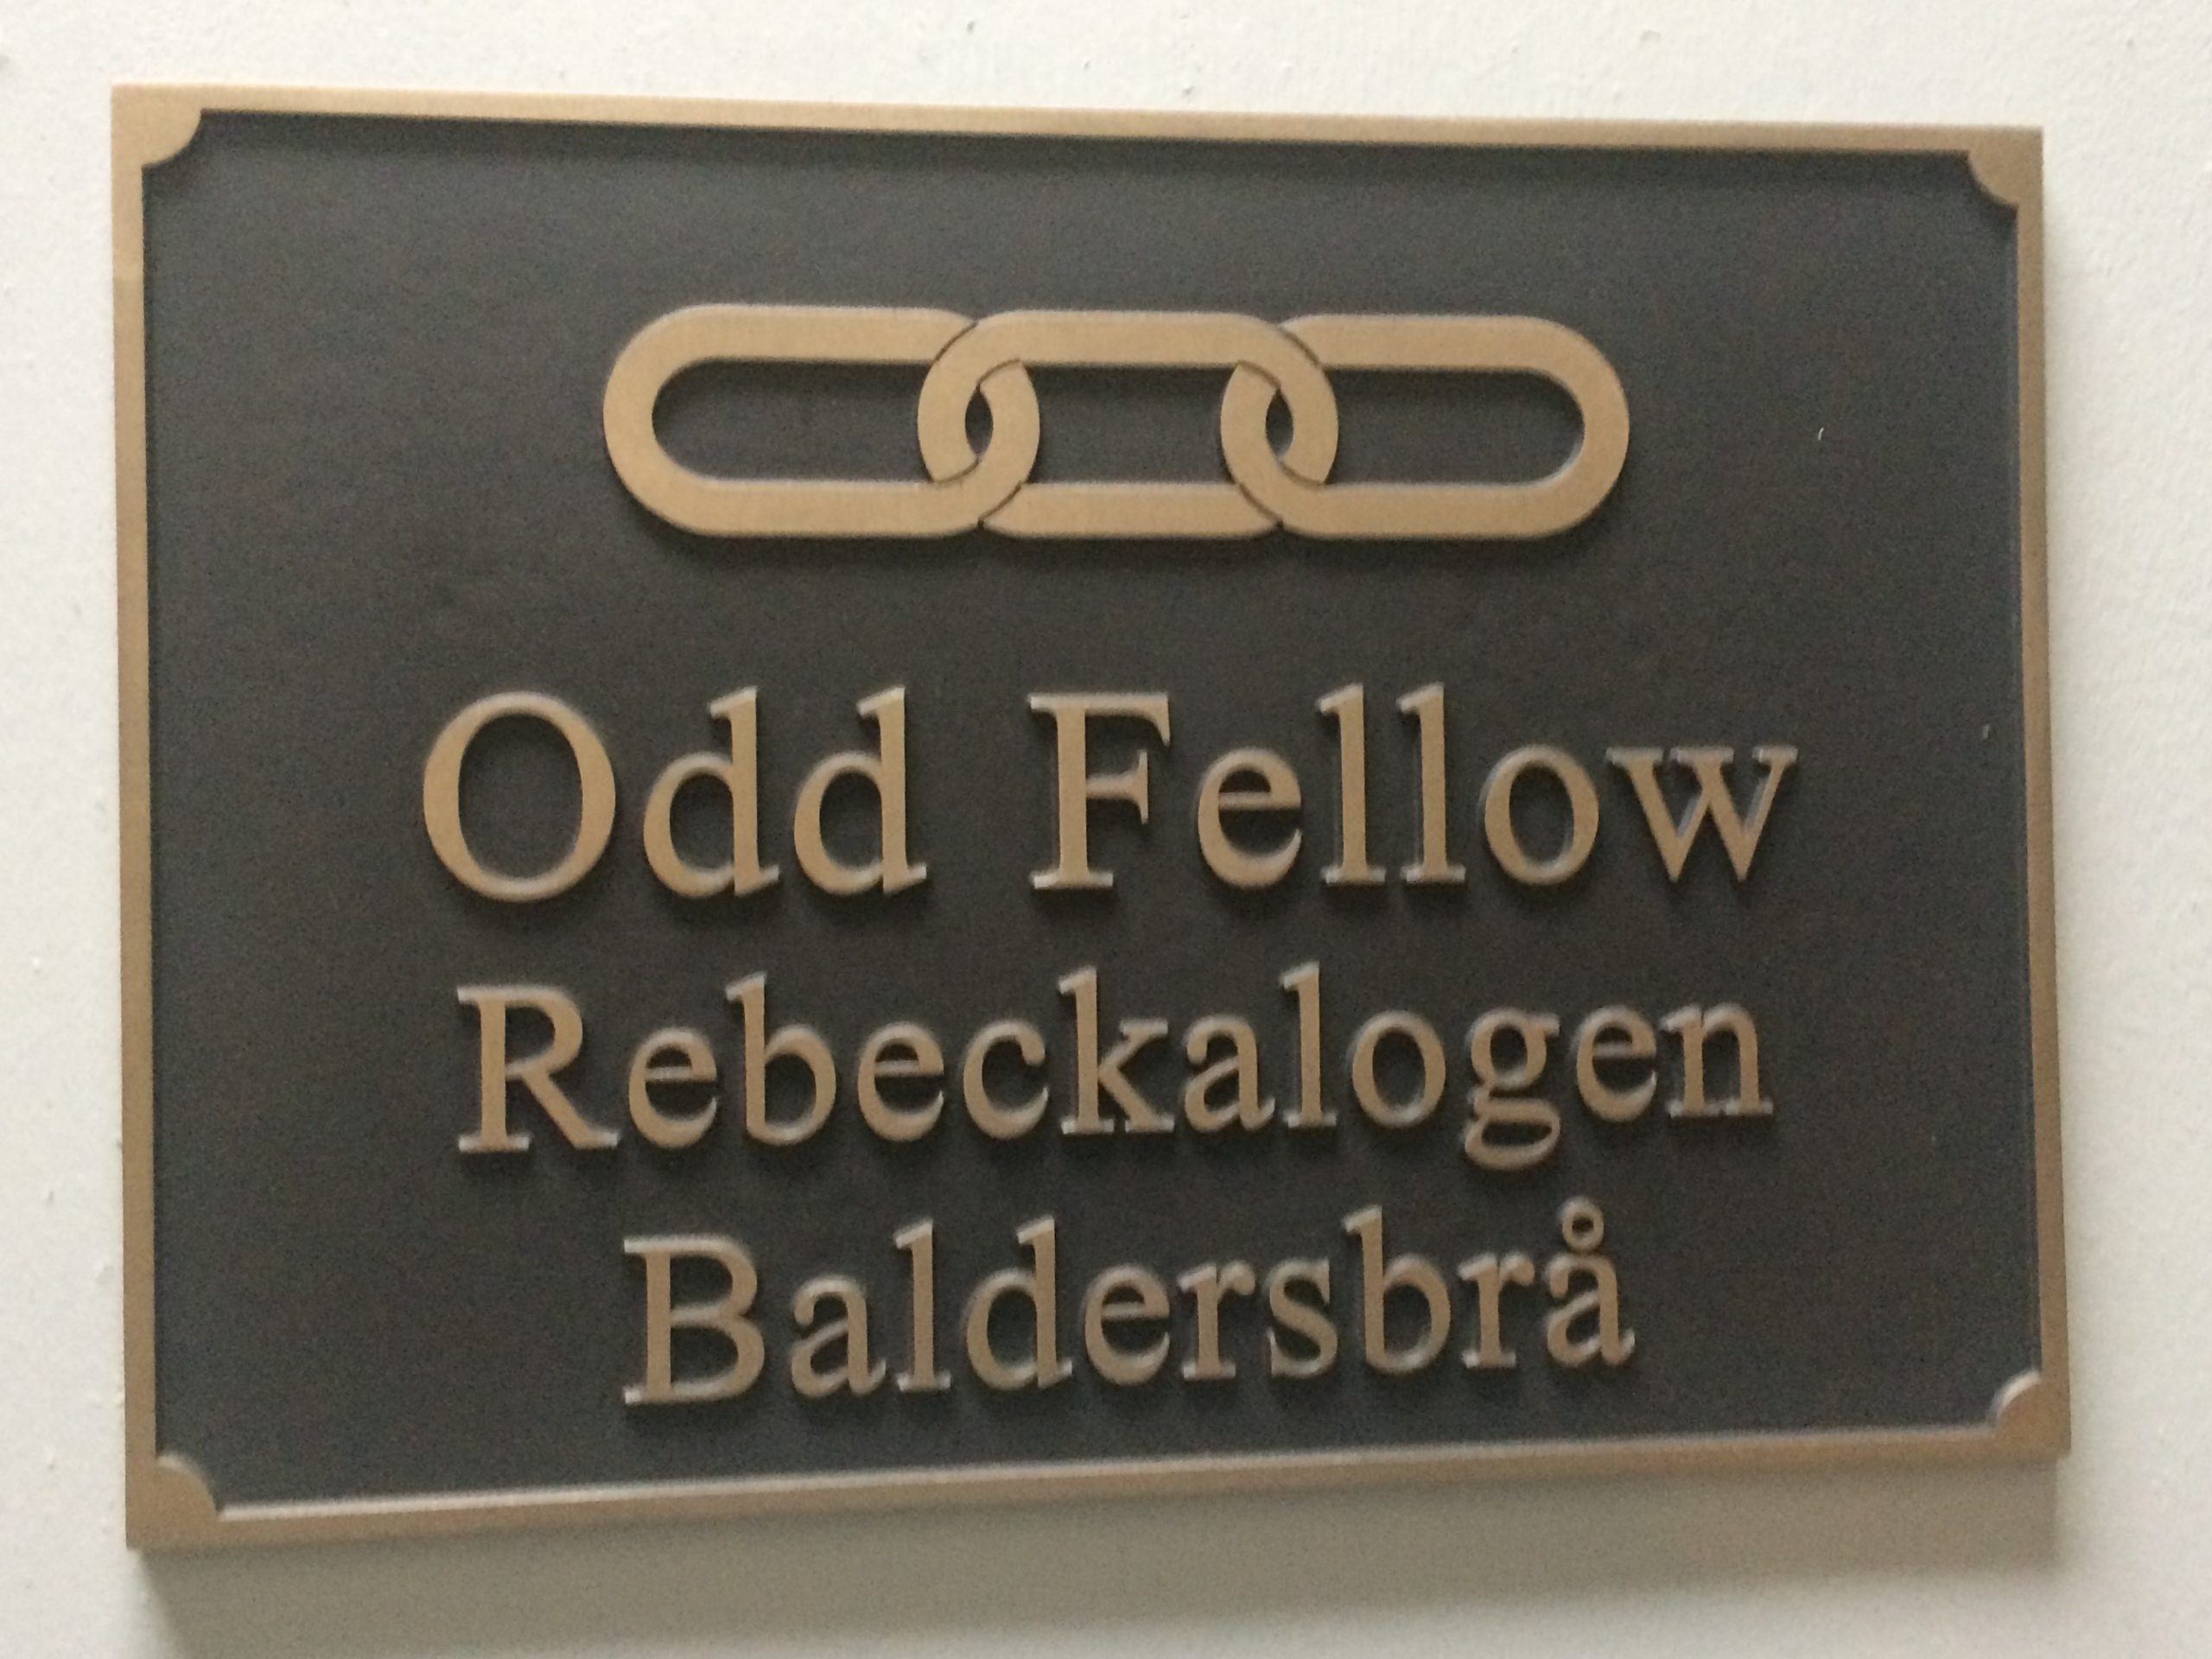 Odd Fellow
Rebeckalogen
Baldersbrå